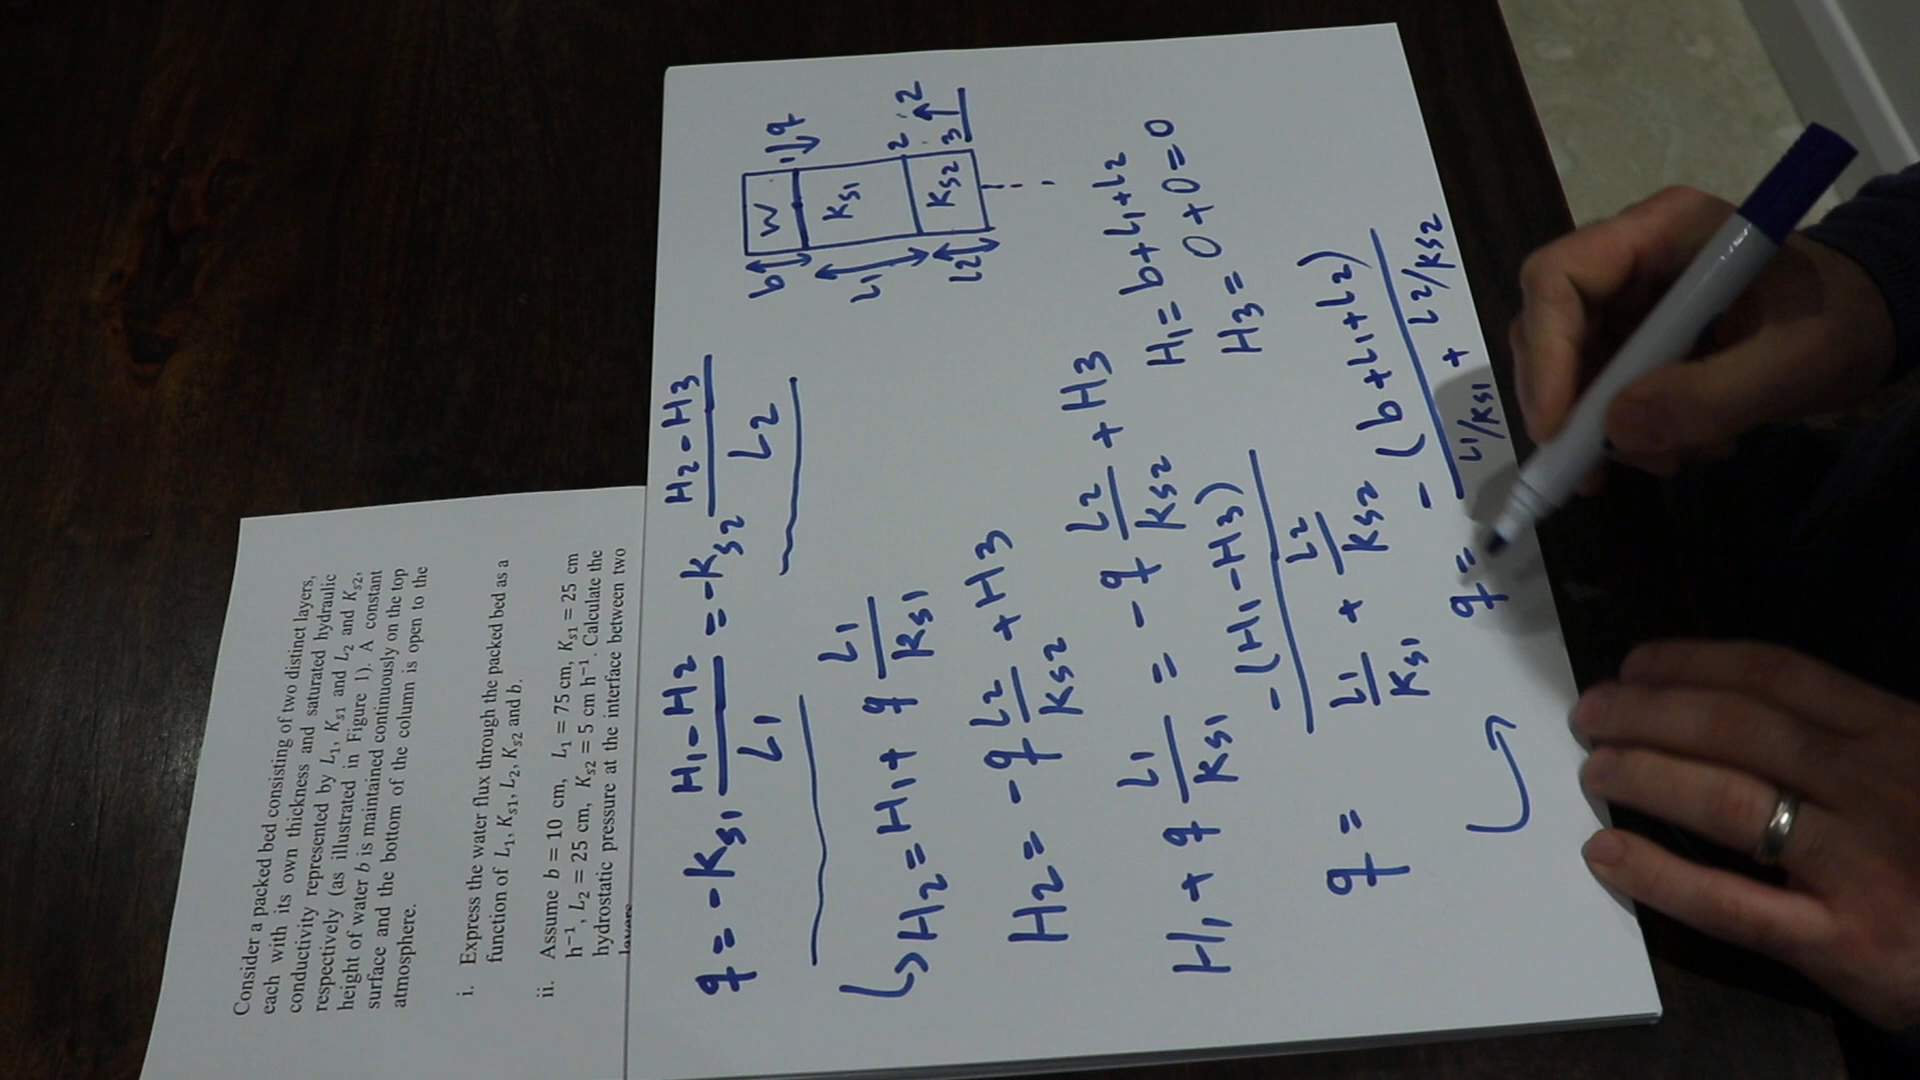 Consider a packed bed consisting of two distinct layers,
each with its own thickness and saturated hydraulic
conductivity represented by L₁, Kₛ₁ and L₂ and Kₛ₂,
respectively (as illustrated in Figure 1). A constant
height of water b is maintained continuously on the top
surface and the bottom of the column is open to the
atmosphere.
i. Express the water flux through the packed bed as a
function of L₁, Kₛ₁, L₂, Kₛ₂ and b.
ii. Assume b = 10 cm, L₁ = 75 cm, Kₛ₁ = 25 cm
h⁻¹, L₂ = 25 cm, Kₛ₂ = 5 cm h⁻¹. Calculate the
hydrostatic pressure at the interface between two
layers
q = -Ks1 (H1-H2)/L1 = -Ks2 (H2-H3)/L2
↳ H2 = H1 + q L1/Ks1
H2 = -q L2/Ks2 + H3
H1 + q L1/Ks1 = -q L2/Ks2 + H3
q = -(H1-H3) / (L1/Ks1 + L2/Ks2)
q = - (b+L1+L2) / (L1/Ks1 + L2/Ks2)
b W 1 q
L1 Ks1
2
L2 Ks2
3 z
H1 = b+L1+L2
H3 = 0+0=0